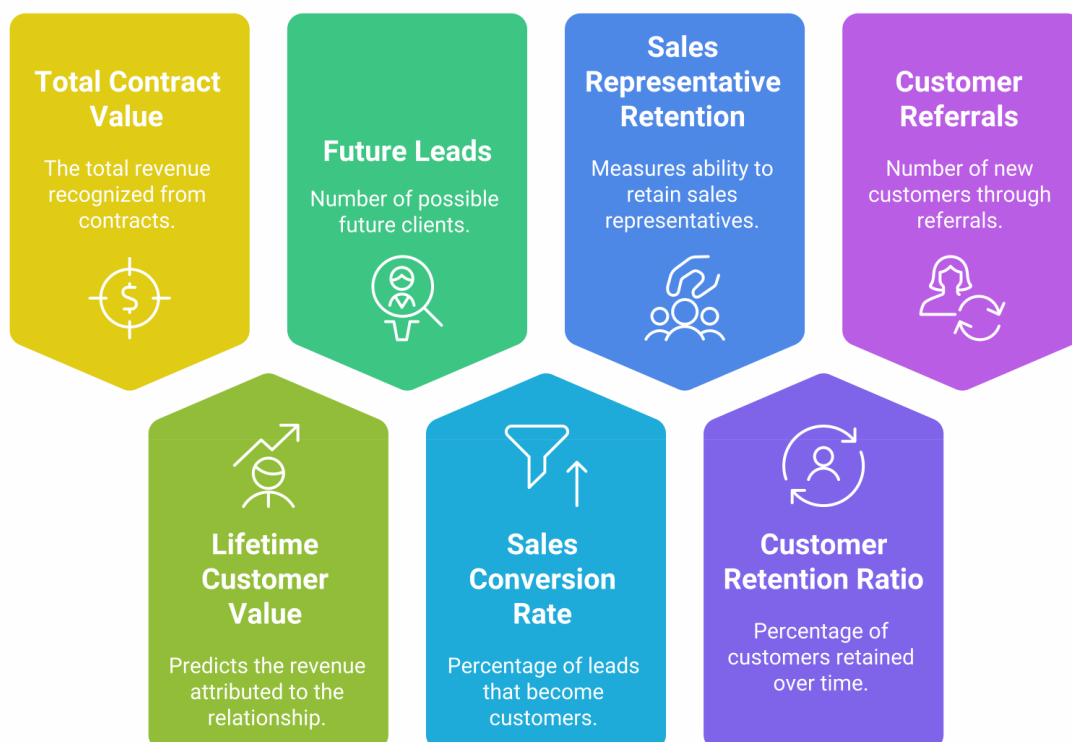 Total Contract
Value
The total revenue
recognized from
contracts.
Future Leads
Number of possible
future clients.
Sales
Representative
Retention
Measures ability to
retain sales
representatives.
Customer
Referrals
Number of new
customers through
referrals.
$
Lifetime
Customer
Value
Predicts the revenue
attributed to the
relationship.
Sales
Conversion
Rate
Percentage of leads
that become
customers.
Customer
Retention Ratio
Percentage of
customers retained
over time.